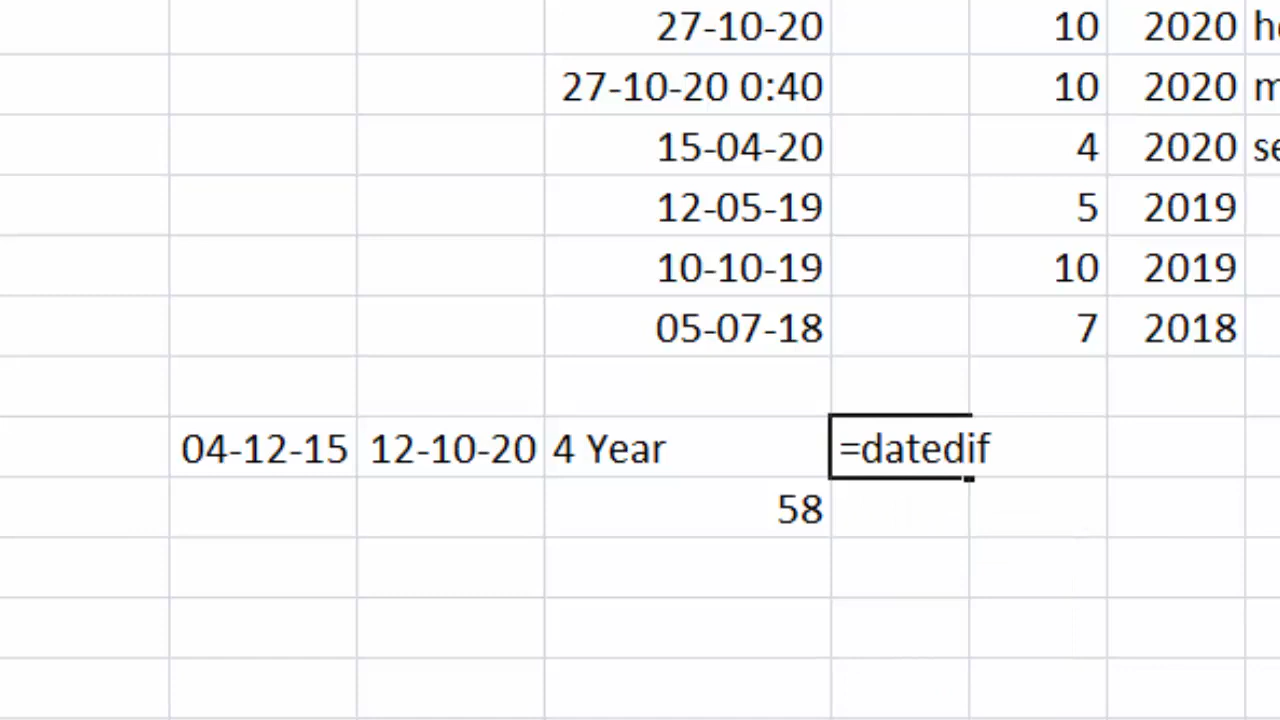 27-10-20 10 2020
27-10-20 0:40 10 2020
15-04-20 4 2020
12-05-19 5 2019
10-10-19 10 2019
05-07-18 7 2018
04-12-15 12-10-20 4 Year =datedif
58